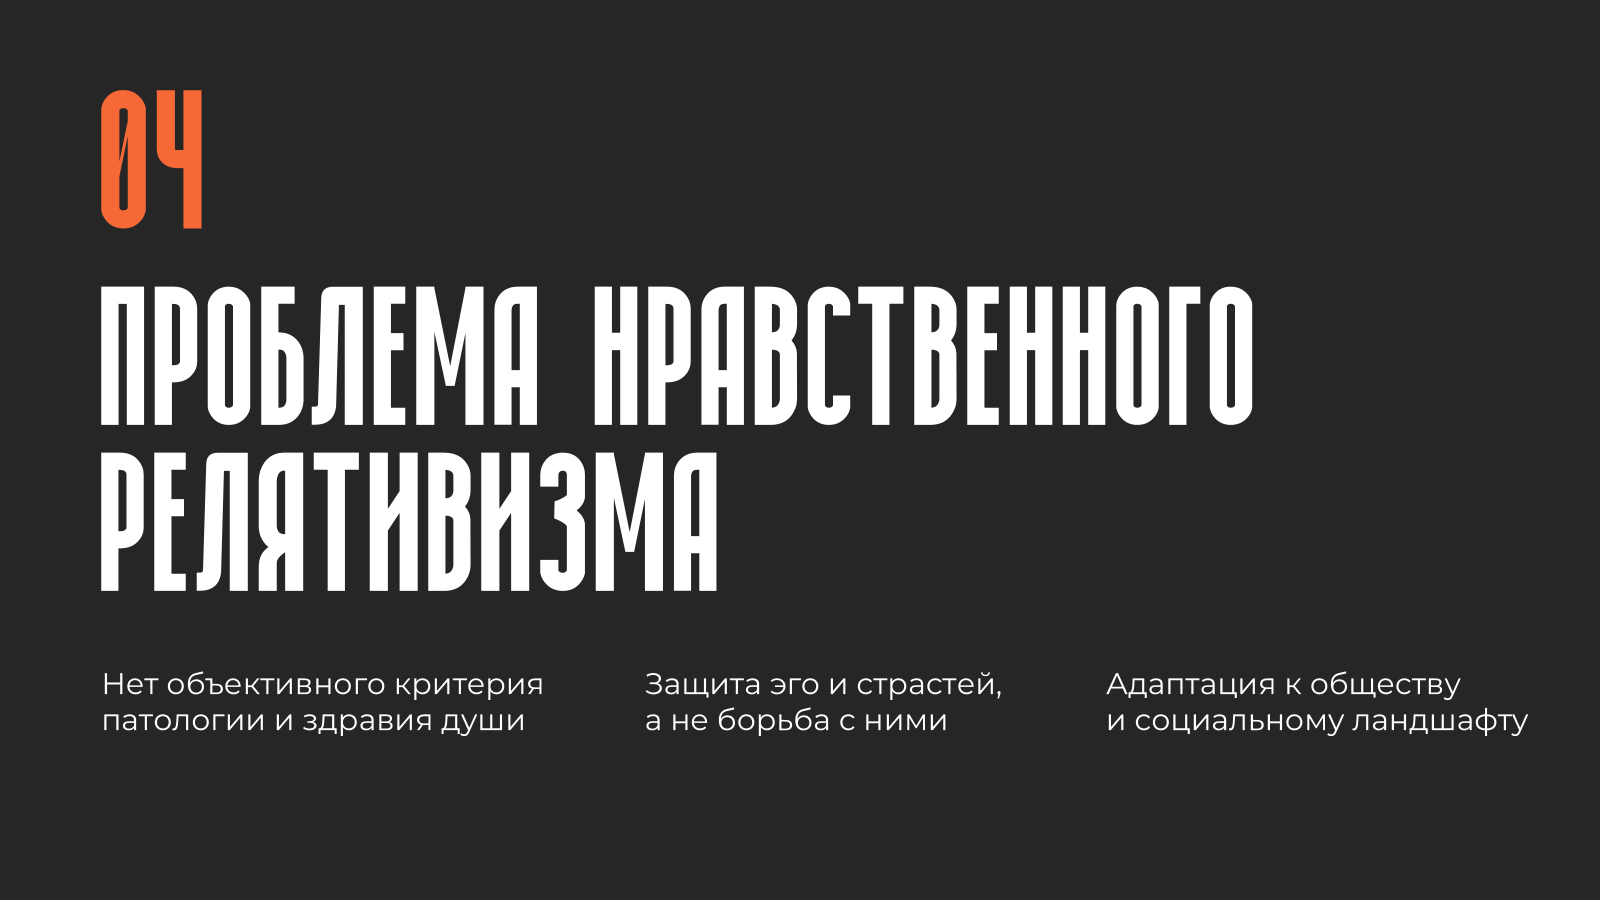 04
ПРОБЛЕМА НРАВСТВЕННОГО
РЕЛЯТИВИЗМА
Нет объективного критерия
патологии и здравия души
Защита эго и страстей,
а не борьба с ними
Адаптация к обществу
и социальному ландшафту